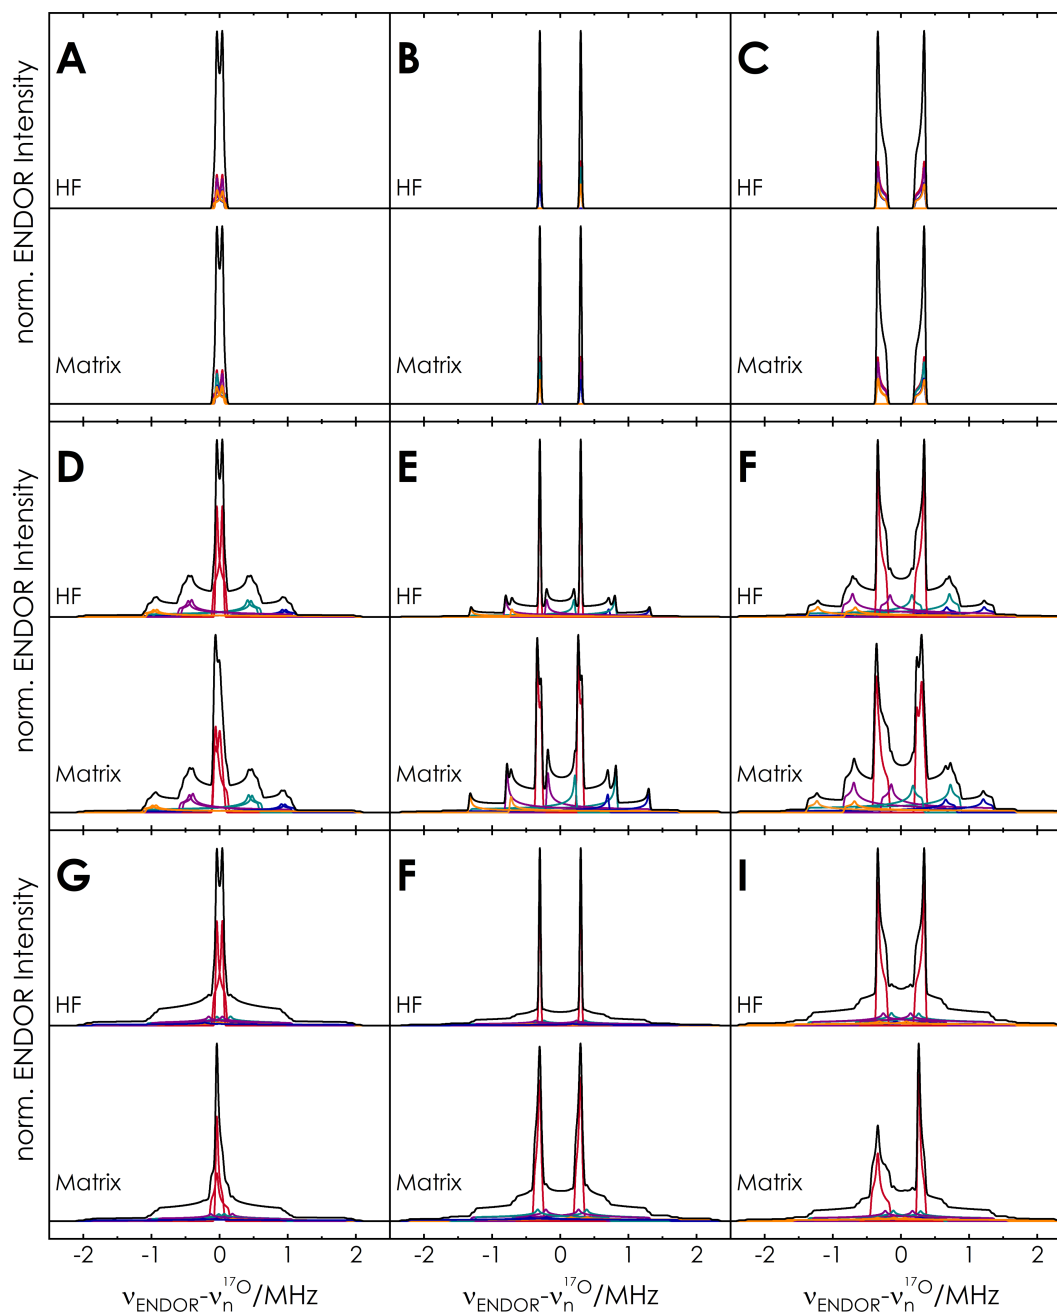 A
B
C
norm. ENDOR Intensity
HF
HF
HF
Matrix
Matrix
Matrix
D
E
F
norm. ENDOR Intensity
HF
HF
HF
Matrix
Matrix
Matrix
G
F
I
norm. ENDOR Intensity
HF
HF
HF
Matrix
Matrix
Matrix
-2 -1 0 1 2 -2 -1 0 1 2 -2 -1 0 1 2
νENDOR-νn17O/MHz νENDOR-νn17O/MHz νENDOR-νn17O/MHz